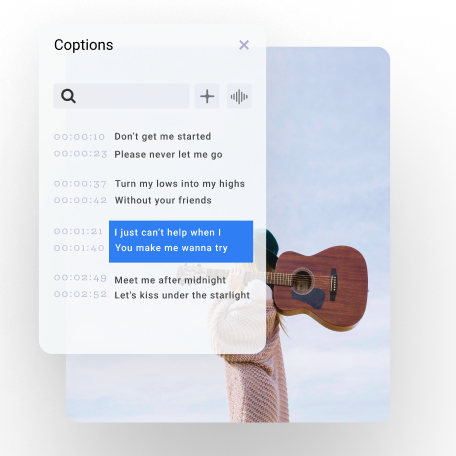 Coptions
00:00:10 Don't get me started
00:00:23 Please never let me go
00:00:37 Turn my lows into my highs
00:00:42 Without your friends
00:01:21 I just can't help when I
00:01:40 You make me wanna try
00:02:49 Meet me after midnight
00:02:52 Let's kiss under the starlight